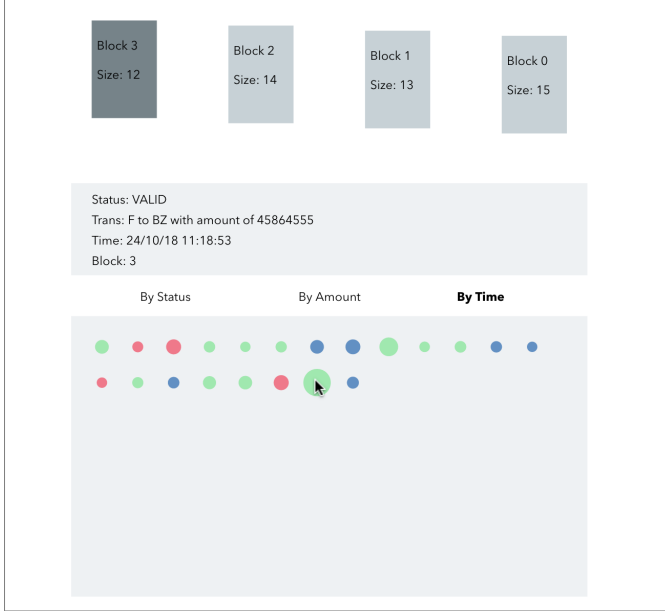 Block 3
Size: 12
Block 2
Size: 14
Block 1
Size: 13
Block 0
Size: 15
Status: VALID
Trans: F to BZ with amount of 45864555
Time: 24/10/18 11:18:53
Block: 3
By Status
By Amount
By Time